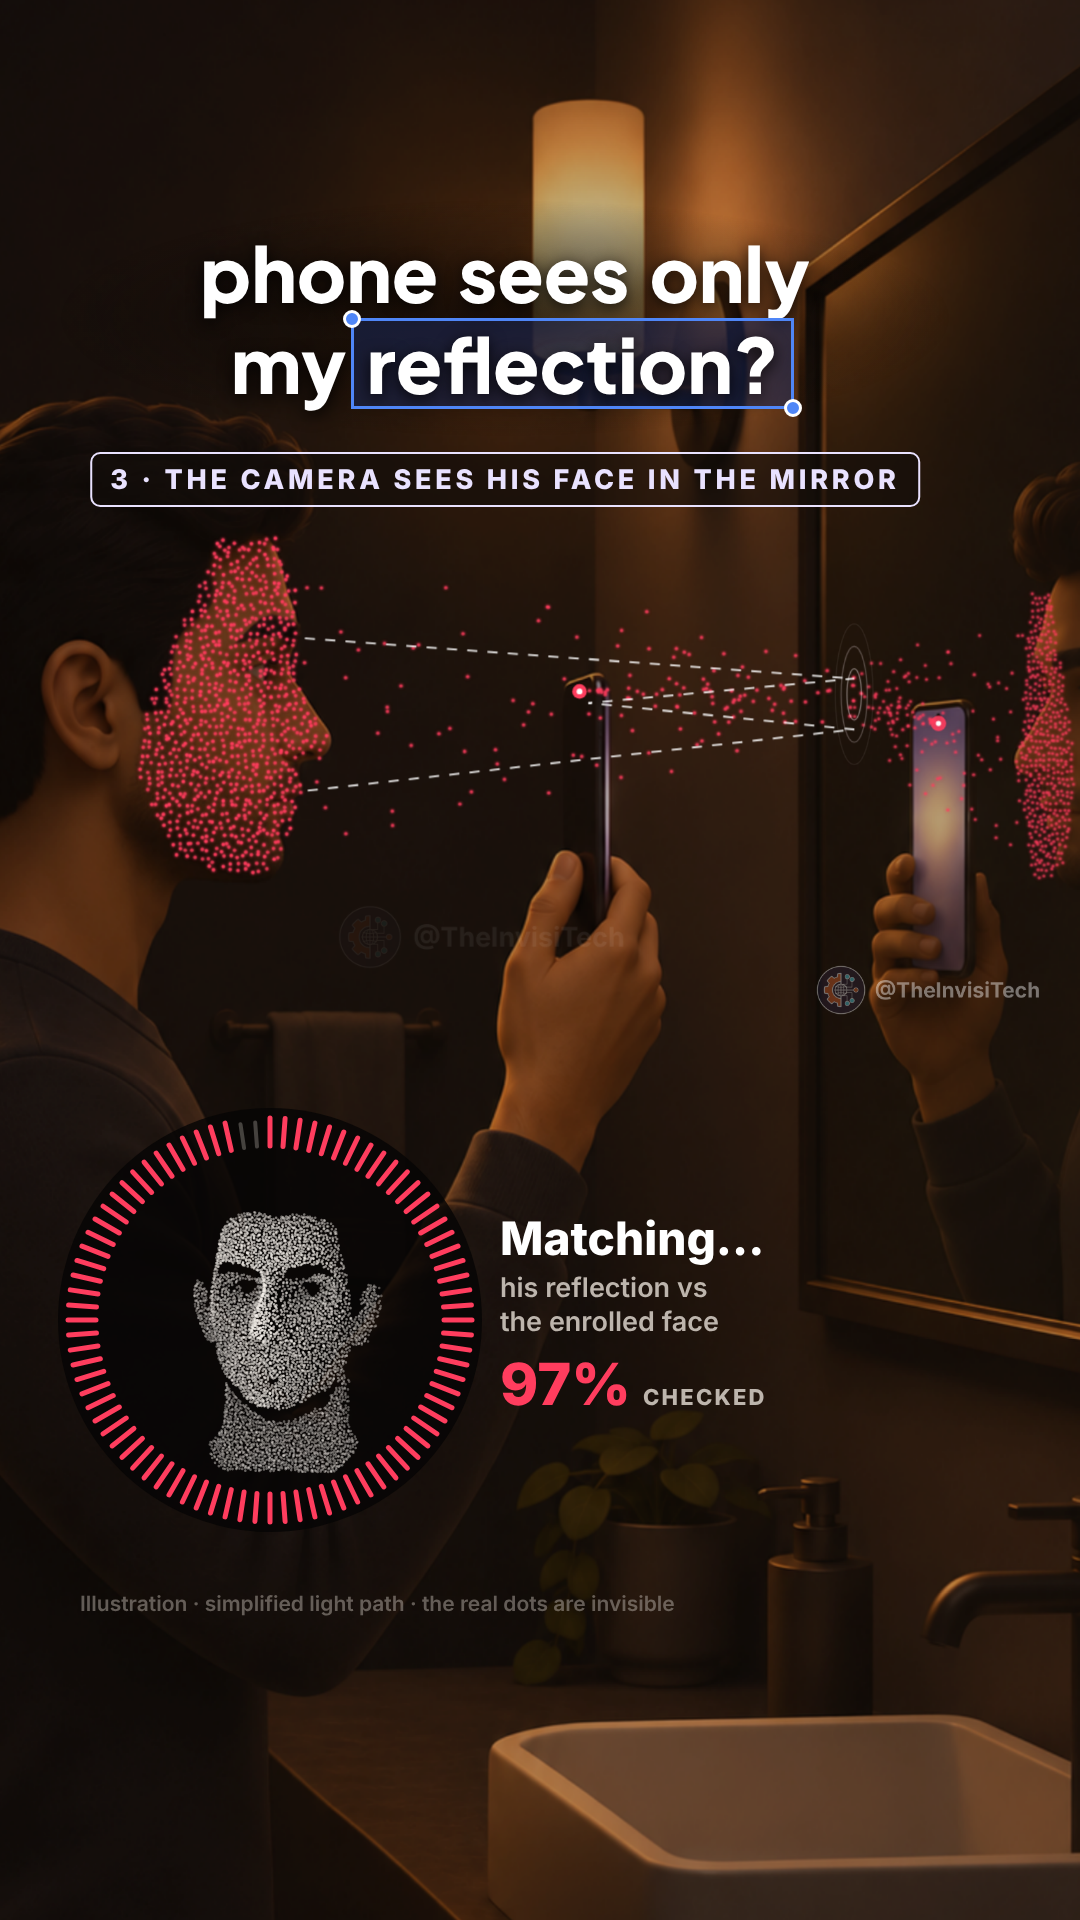 phone sees only
my reflection?
3 · THE CAMERA SEES HIS FACE IN THE MIRROR
@TheInvisiTech
@TheInvisiTech
Matching...
his reflection vs
the enrolled face
97% CHECKED
Illustration · simplified light path · the real dots are invisible